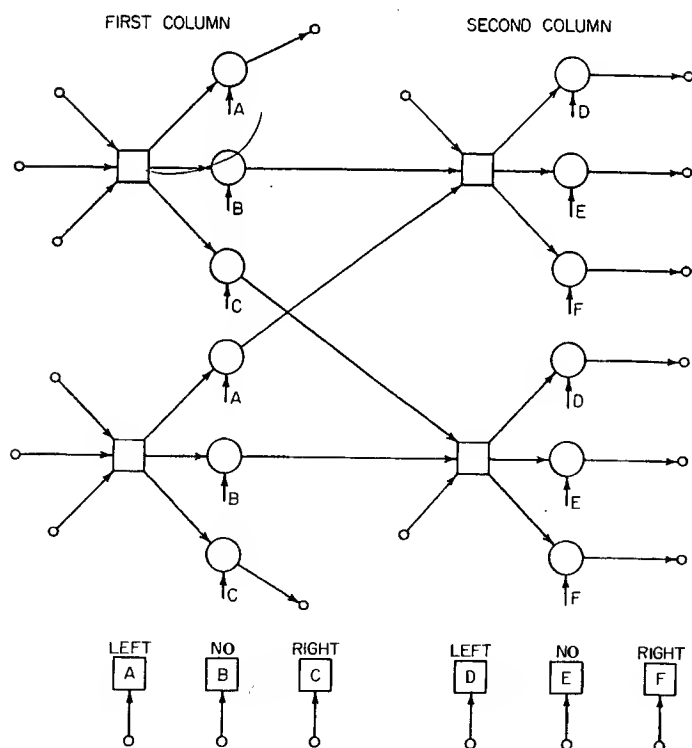 FIRST COLUMN SECOND COLUMN
A D
B E
C F
A D
B E
C F
LEFT NO RIGHT LEFT NO RIGHT
A B C D E F